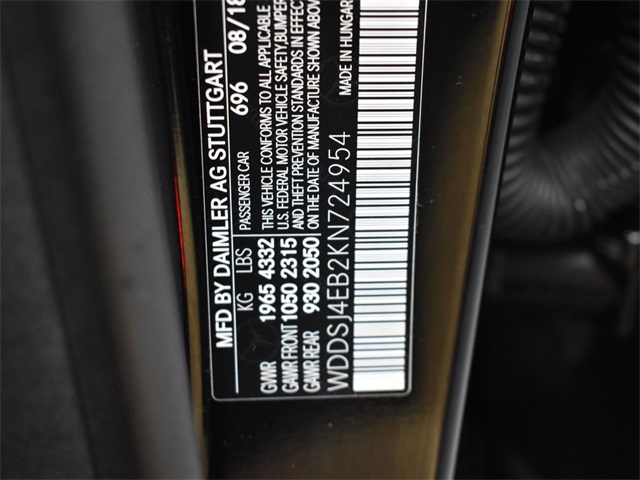 MFD BY DAIMLER AG STUTTGART
PASSENGER CAR 696 08/18
KG LBS
GWR 1965 4332
GAWR FRONT 1050 2315
GAWR REAR 930 2050
THIS VEHICLE CONFORMS TO ALL APPLICABLE
U.S. FEDERAL MOTOR VEHICLE SAFETY, BUMPER
AND THEFT PREVENTION STANDARDS IN EFFECT
ON DATE OF MANUFACTURE SHOWN ABOVE
WDDSJ4EB2KN724954
MADE IN HUNGARY